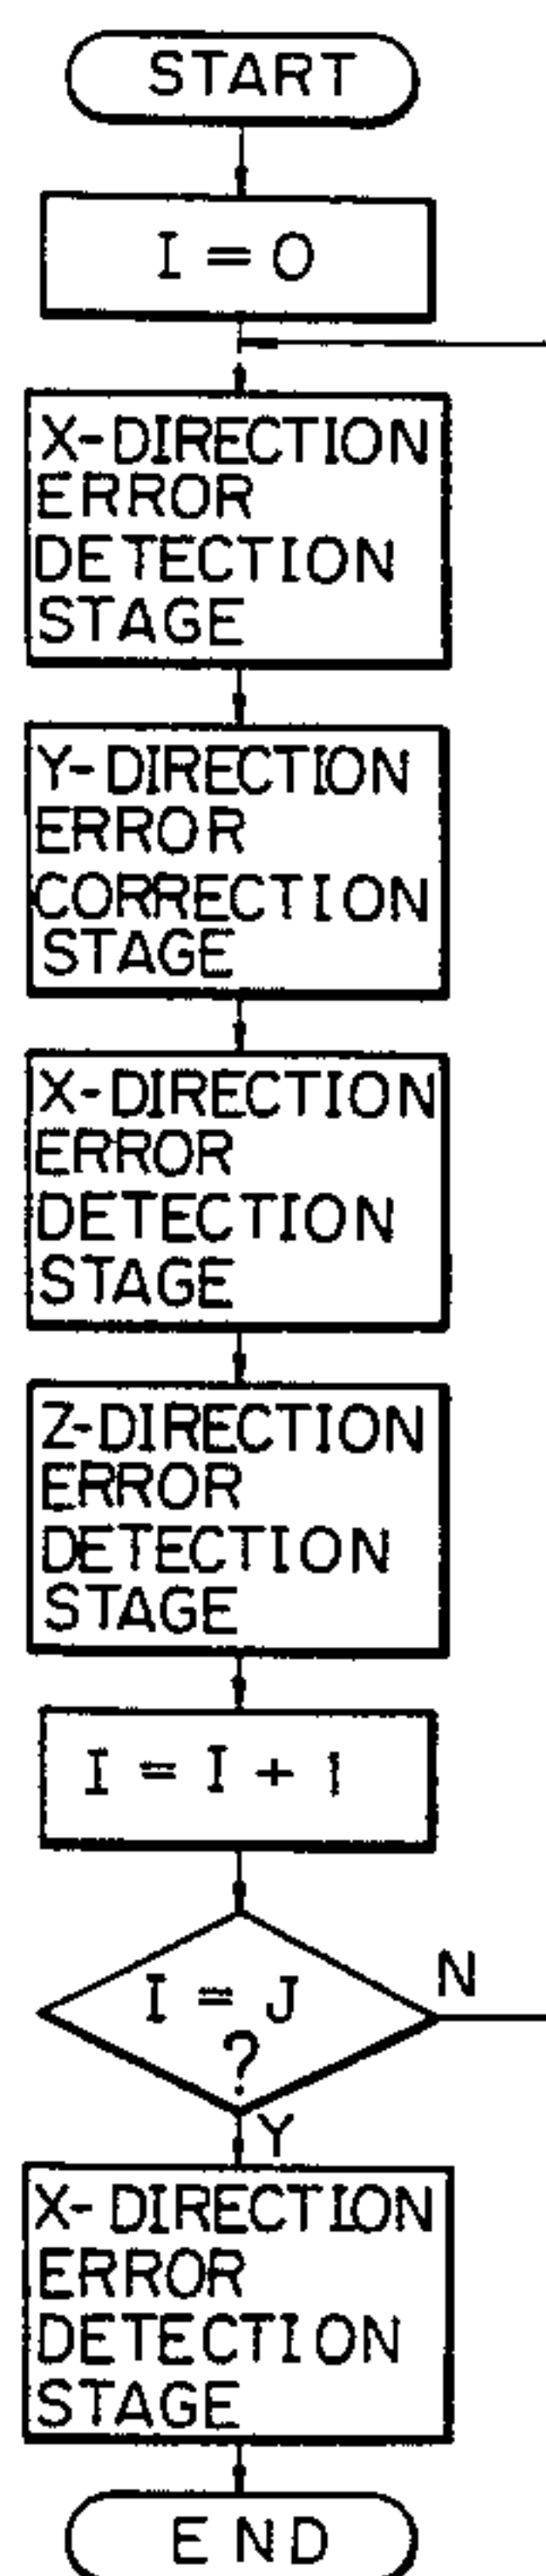 START
I = 0
X-DIRECTION
ERROR
DETECTION
STAGE
Y-DIRECTION
ERROR
CORRECTION
STAGE
X-DIRECTION
ERROR
DETECTION
STAGE
Z-DIRECTION
ERROR
DETECTION
STAGE
I = I + 1
I = J
?
N
Y
X-DIRECTION
ERROR
DETECTION
STAGE
END